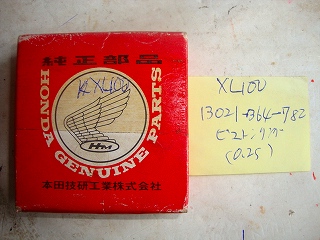 純正部品
XL100
HONDA GENUINE PARTS
HM
本田技研工業株式会社
XL100
13021-064-782
ピストンリング
(0.25)